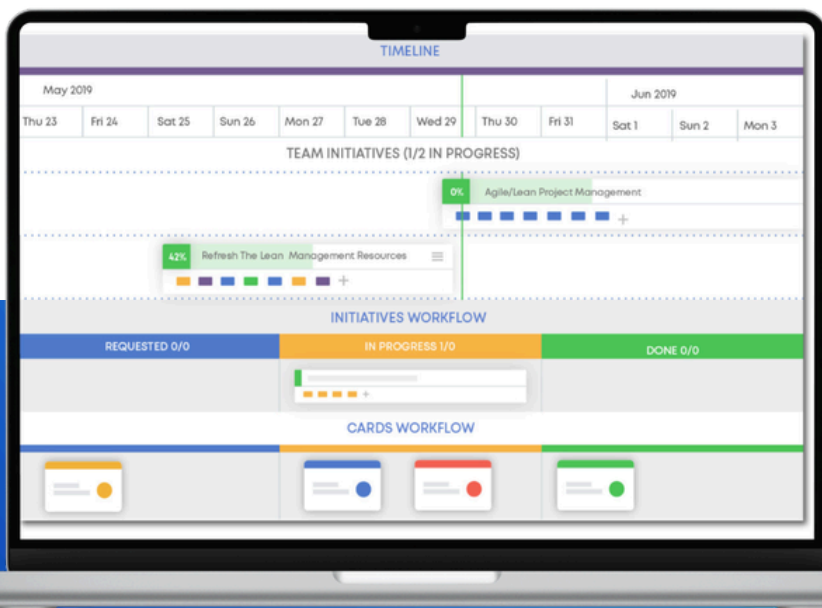 TIMELINE
May 2019
Jun 2019
Thu 23 Fri 24 Sat 25 Sun 26 Mon 27 Tue 28 Wed 29 Thu 30 Fri 31 Sat 1 Sun 2 Mon 3
TEAM INITIATIVES (1/2 IN PROGRESS)
0% Agile/Lean Project Management
+
42% Refresh The Lean Management Resources
+
INITIATIVES WORKFLOW
REQUESTED 0/0 IN PROGRESS 1/0 DONE 0/0
+
CARDS WORKFLOW